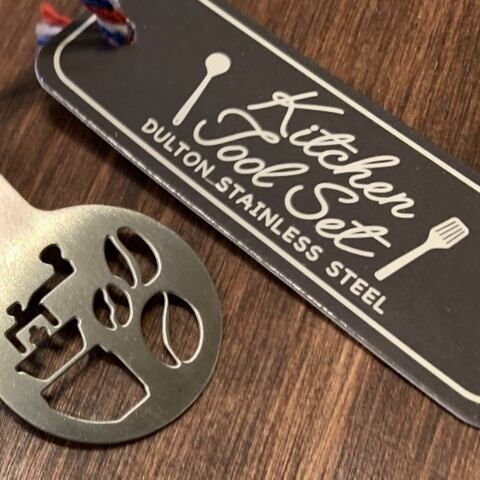 Kitchen
Tool Set
DULTON STAINLESS STEEL